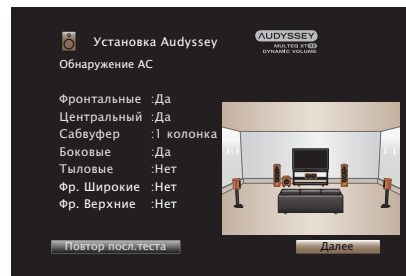 Установка Audyssey
AUDYSSEY
MULTEQ XT32
DYNAMIC VOLUME
Обнаружение АС
Фронтальные :Да
Центральный :Да
Сабвуфер :1 колонка
Боковые :Да
Тыловые :Нет
Фр. Широкие :Нет
Фр. Верхние :Нет
Повтор посл.теста
Далее